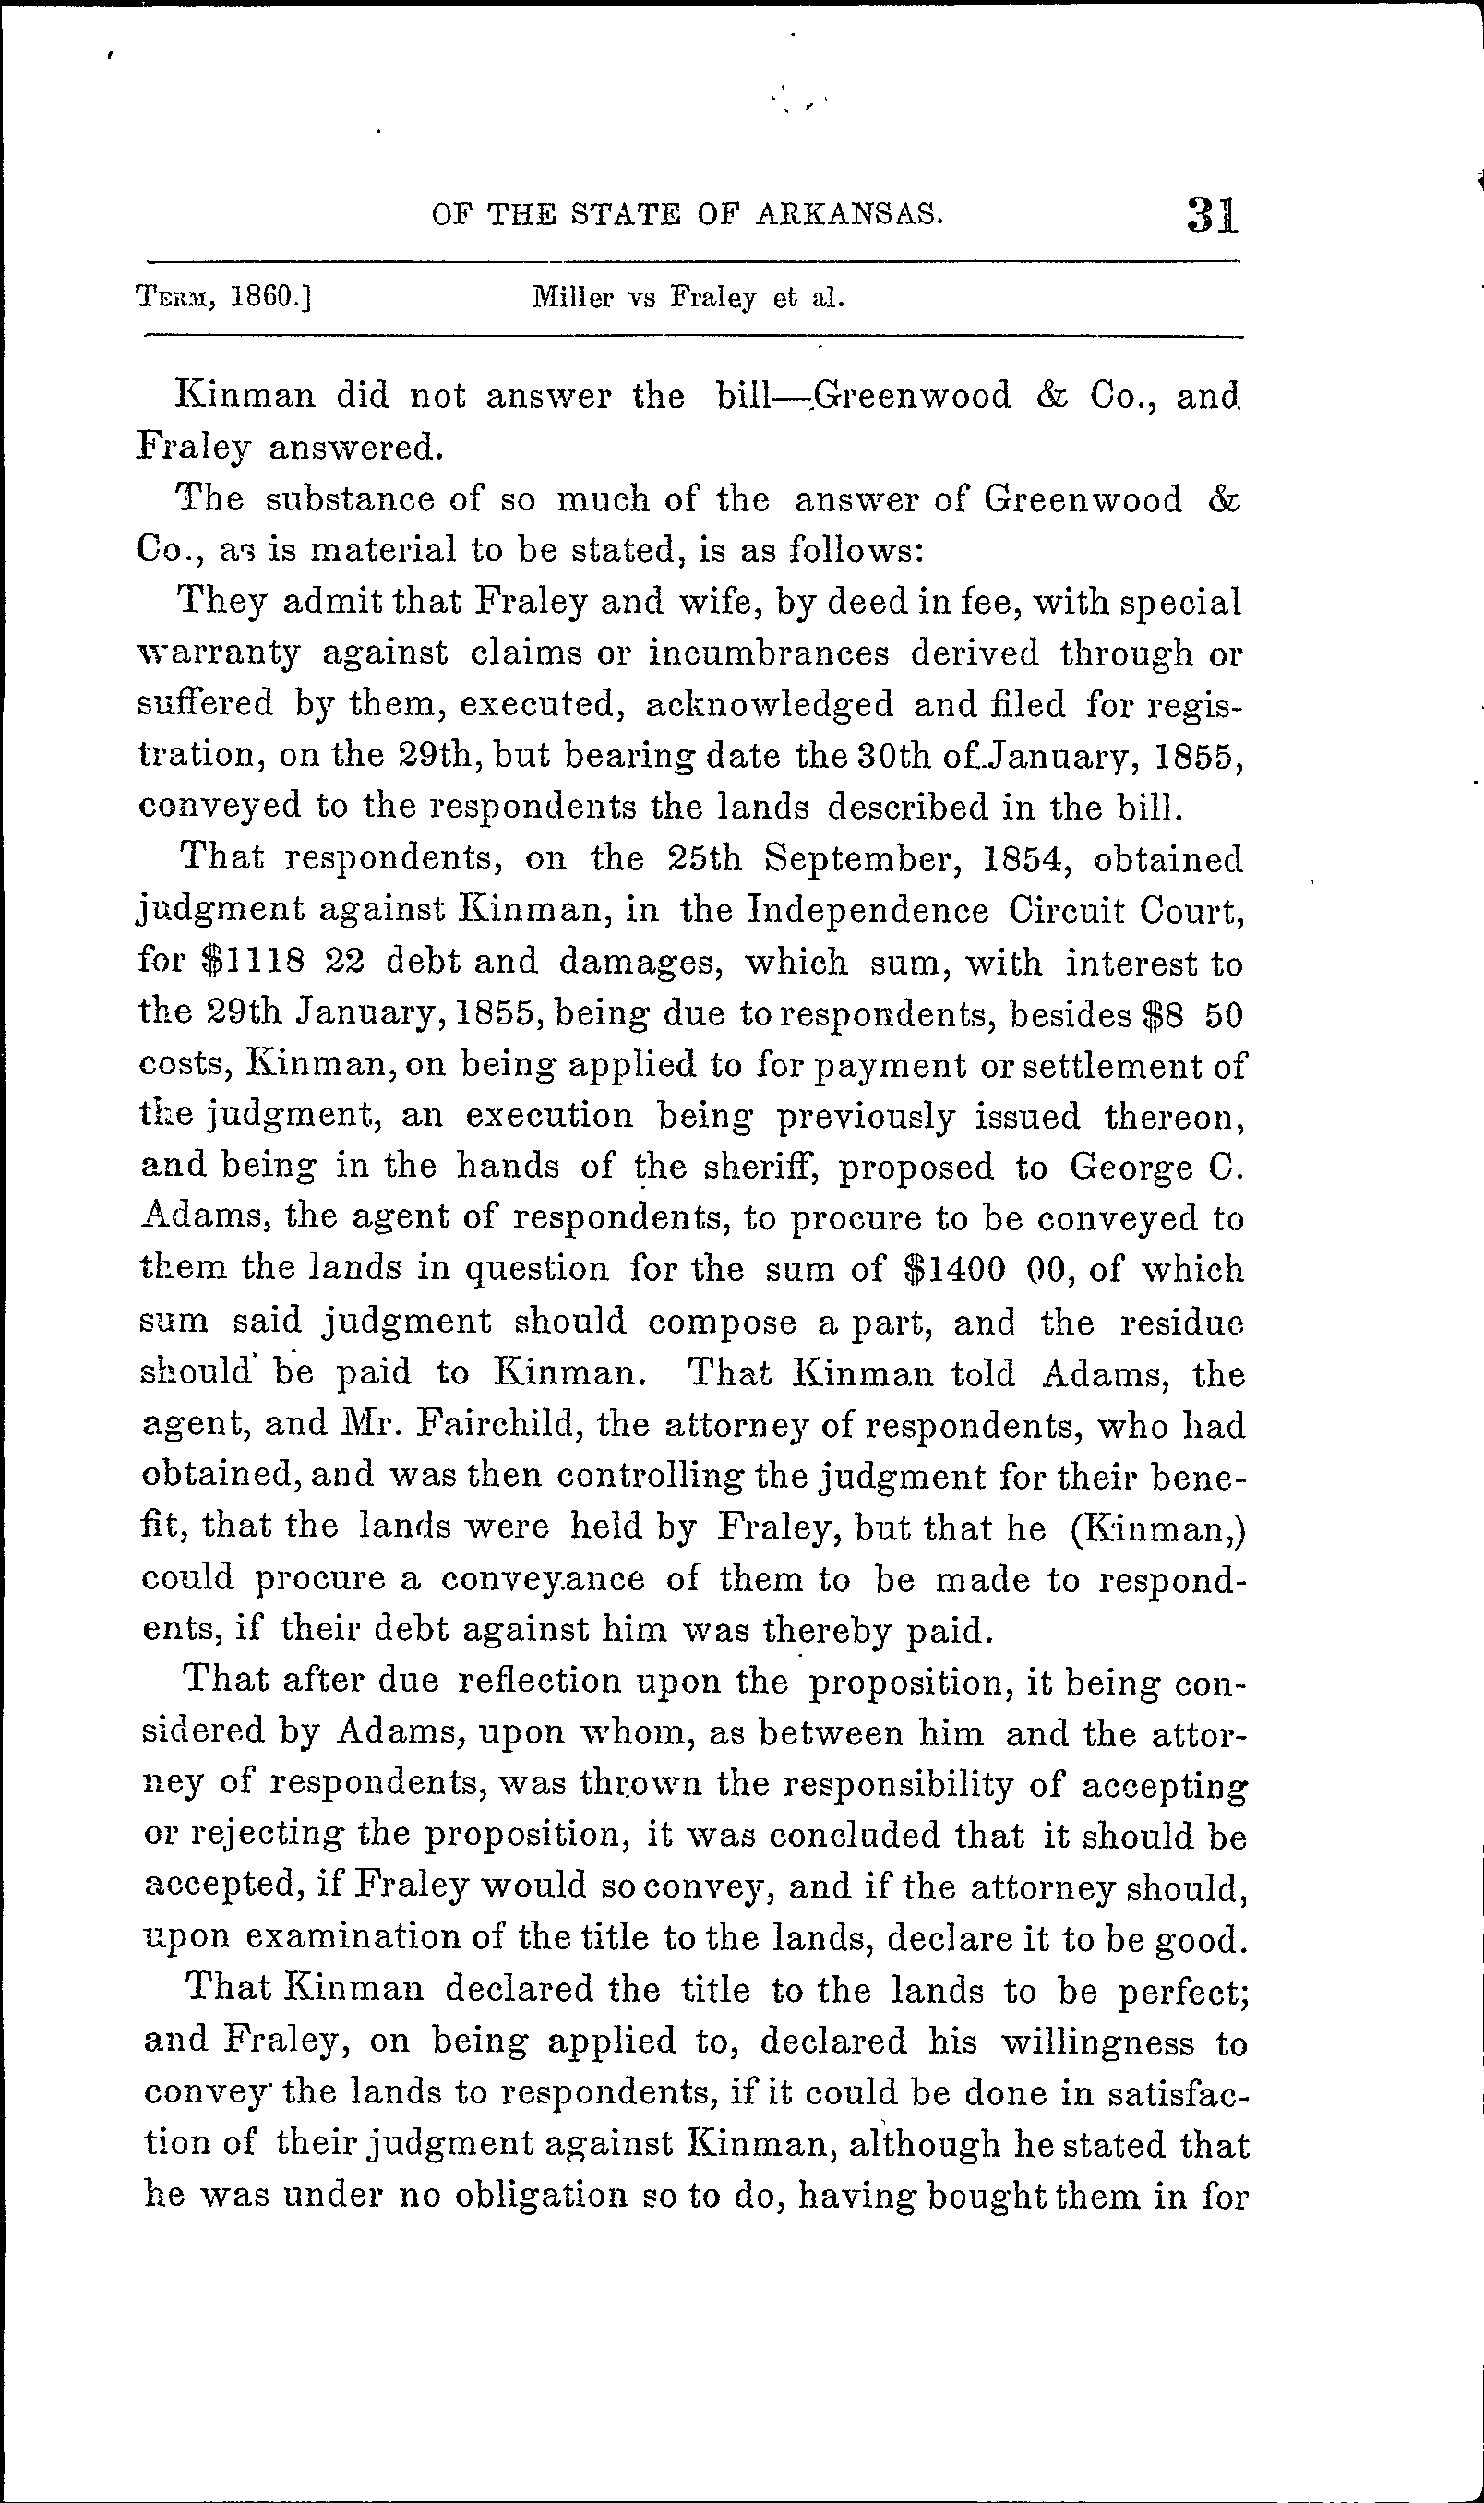 OF THE STATE OF ARKANSAS. 31
TERM, 1860.] Miller vs Fraley et al.
Kinman did not answer the bill—Greenwood & Co., and
Fraley answered.
The substance of so much of the answer of Greenwood &
Co., as is material to be stated, is as follows:
They admit that Fraley and wife, by deed in fee, with special
warranty against claims or incumbrances derived through or
suffered by them, executed, acknowledged and filed for regis-
tration, on the 29th, but bearing date the 30th of January, 1855,
conveyed to the respondents the lands described in the bill.
That respondents, on the 25th September, 1854, obtained
judgment against Kinman, in the Independence Circuit Court,
for $1118 22 debt and damages, which sum, with interest to
the 29th January, 1855, being due to respondents, besides $8 50
costs, Kinman, on being applied to for payment or settlement of
the judgment, an execution being previously issued thereon,
and being in the hands of the sheriff, proposed to George C.
Adams, the agent of respondents, to procure to be conveyed to
them the lands in question for the sum of $1400 00, of which
sum said judgment should compose a part, and the residue
should be paid to Kinman. That Kinman told Adams, the
agent, and Mr. Fairchild, the attorney of respondents, who had
obtained, and was then controlling the judgment for their bene-
fit, that the lands were held by Fraley, but that he (Kinman,)
could procure a conveyance of them to be made to respond-
ents, if their debt against him was thereby paid.
That after due reflection upon the proposition, it being con-
sidered by Adams, upon whom, as between him and the attor-
ney of respondents, was thrown the responsibility of accepting
or rejecting the proposition, it was concluded that it should be
accepted, if Fraley would so convey, and if the attorney should,
upon examination of the title to the lands, declare it to be good.
That Kinman declared the title to the lands to be perfect;
and Fraley, on being applied to, declared his willingness to
convey the lands to respondents, if it could be done in satisfac-
tion of their judgment against Kinman, although he stated that
he was under no obligation so to do, having bought them in for